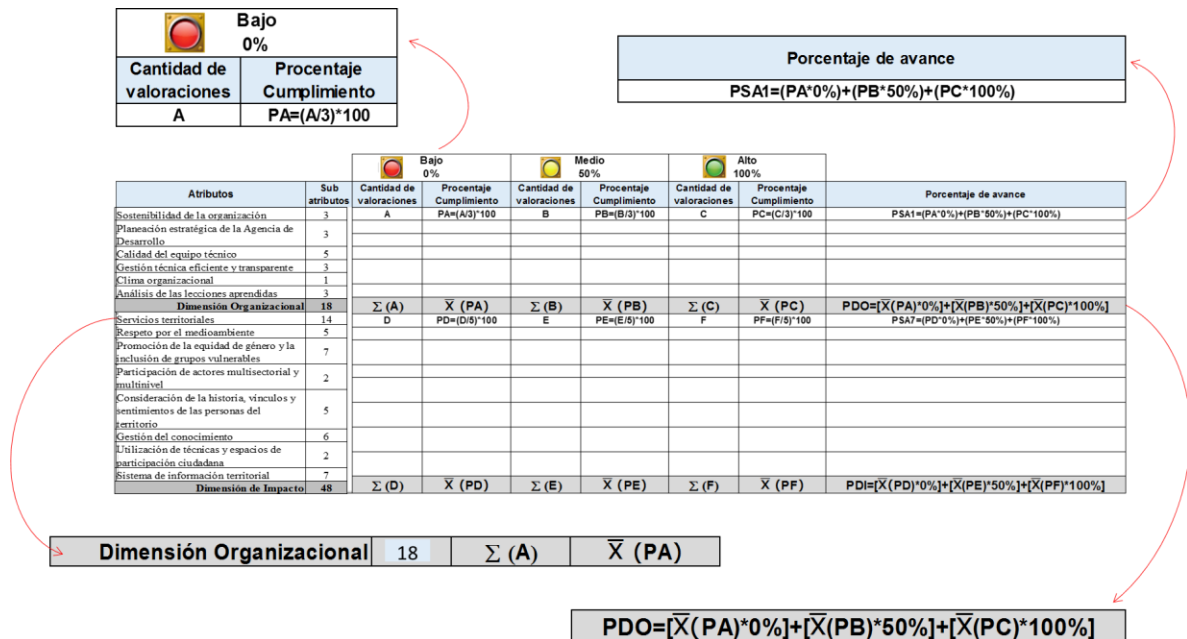 Bajo
0%
Cantidad de valoraciones Procentaje Cumplimiento
A PA=(A/3)*100
Porcentaje de avance
PSA1=(PA*0%)+(PB*50%)+(PC*100%)
Bajo Medio Alto
0% 50% 100%
Atributos Sub atributos Cantidad de valoraciones Procentaje Cumplimiento Cantidad de valoraciones Procentaje Cumplimiento Cantidad de valoraciones Procentaje Cumplimiento Porcentaje de avance
Sostenibilidad de la organización 3 A PA=(A/3)*100 B PB=(B/3)*100 C PC=(C/3)*100 PSA1=(PA*0%)+(PB*50%)+(PC*100%)
Planeación estratégica de la Agencia de
Desarrollo 3
Calidad del equipo técnico 5
Gestión técnica eficiente y transparente 3
Clima organizacional 1
Análisis de las lecciones aprendidas 3
Dimensión Organizacional 18 Σ (A) X̅ (PA) Σ (B) X̅ (PB) Σ (C) X̅ (PC) PDO=[X̅(PA)*0%]+[X̅(PB)*50%]+[X̅(PC)*100%]
Servicios territoriales 14 D PD=(D/5)*100 E PE=(E/5)*100 F PF=(F/5)*100 PSA7=(PD*0%)+(PE*50%)+(PF*100%)
Respeto por el medioambiente 5
Promoción de la equidad de género y la
inclusión de grupos vulnerables 7
Participación de actores multisectorial y
multinivel 2
Consideración de la historia, vínculos y
sentimientos de las personas del
territorio 5
Gestión del conocimiento 6
Utilización de técnicas y espacios de
participación ciudadana 2
Sistema de información territorial 7
Dimensión de Impacto 48 Σ (D) X̅ (PD) Σ (E) X̅ (PE) Σ (F) X̅ (PF) PDI=[X̅(PD)*0%]+[X̅(PE)*50%]+[X̅(PF)*100%]
Dimensión Organizacional 18 Σ (A) X̅ (PA)
PDO=[X̅(PA)*0%]+[X̅(PB)*50%]+[X̅(PC)*100%]